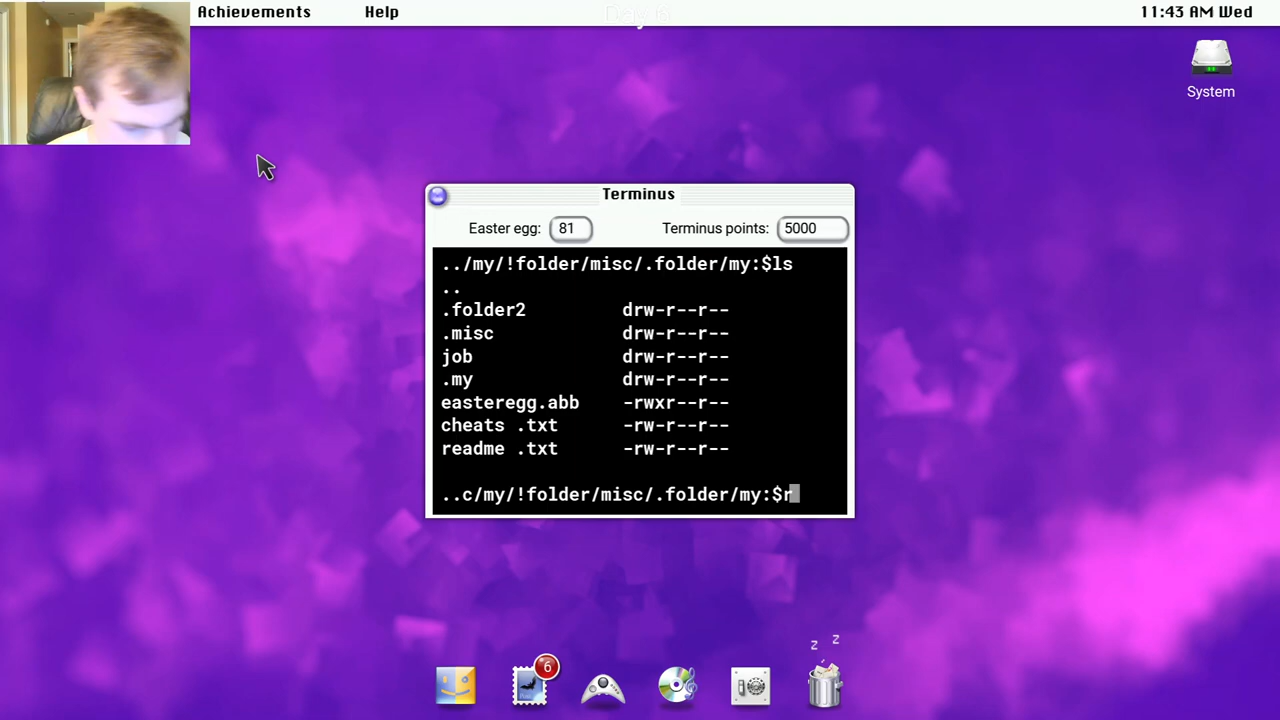 Achievements Help 11:43 AM Wed
System
Terminus
Easter egg: 81 Terminus points: 5000
../my/!folder/misc/.folder/my:$ls
..
.folder2 drw-r--r--
.misc drw-r--r--
job drw-r--r--
.my drw-r--r--
easteregg.abb -rwxr--r--
cheats .txt -rw-r--r--
readme .txt -rw-r--r--
..c/my/!folder/misc/.folder/my:$r
6
z z